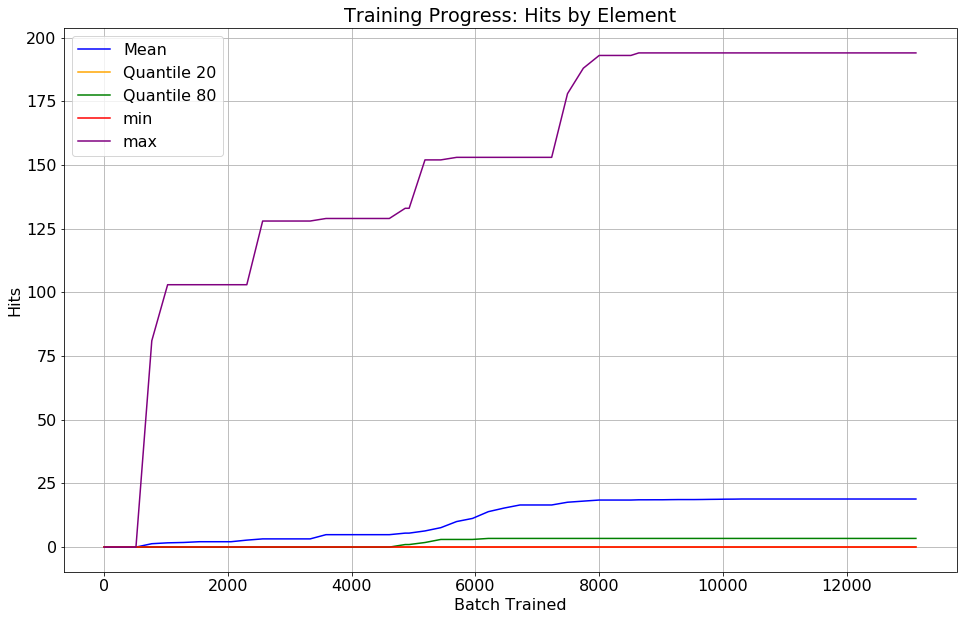 Training Progress: Hits by Element
Mean
Quantile 20
Quantile 80
min
max
200
175
150
125
100
75
50
25
0
Hits
0 2000 4000 6000 8000 10000 12000
Batch Trained